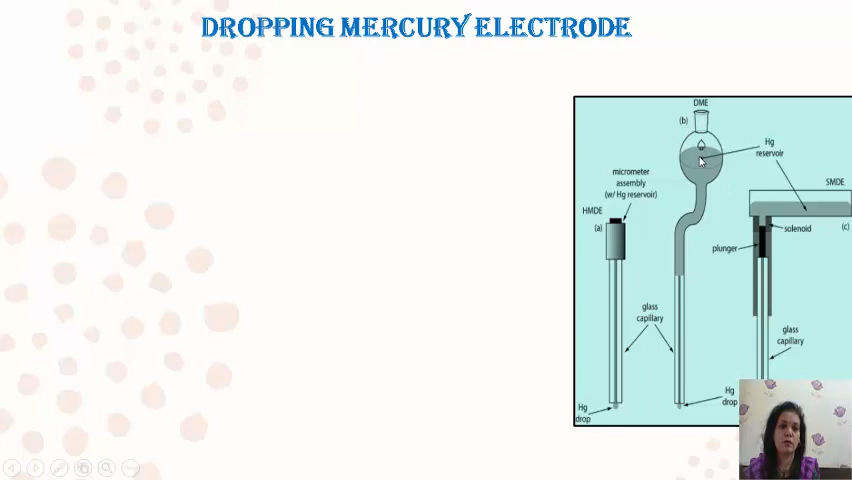 DROPPING MERCURY ELECTRODE
DME
(b)
Hg
reservoir
micrometer
assembly
(w/ Hg reservoir)
SMDE
HMDE
(a)
(c)
solenoid
plunger
glass
capillary
glass
capillary
Hg
drop
Hg
drop